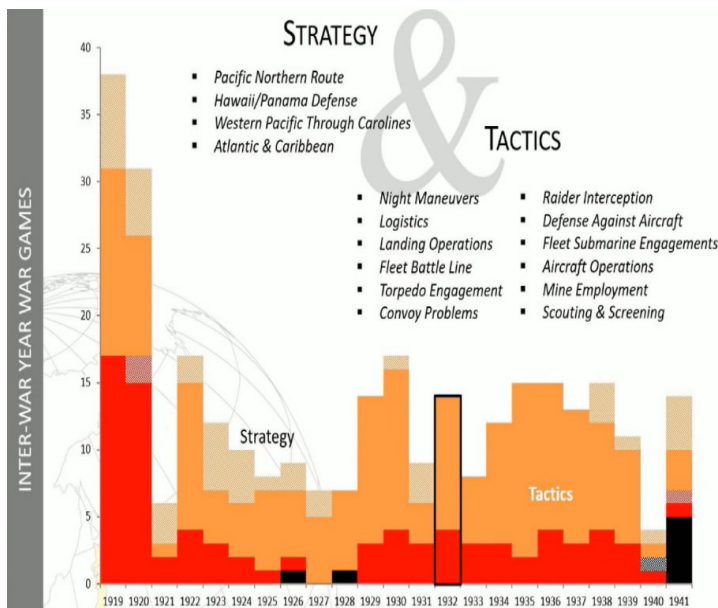 INTER-WAR YEAR WAR GAMES
STRATEGY
&
▪ Pacific Northern Route
▪ Hawaii/Panama Defense
▪ Western Pacific Through Carolines
▪ Atlantic & Caribbean
TACTICS
▪ Night Maneuvers
▪ Logistics
▪ Landing Operations
▪ Fleet Battle Line
▪ Torpedo Engagement
▪ Convoy Problems
▪ Raider Interception
▪ Defense Against Aircraft
▪ Fleet Submarine Engagements
▪ Aircraft Operations
▪ Mine Employment
▪ Scouting & Screening
40
35
30
25
20
15
10
5
0
Strategy
Tactics
1919 1920 1921 1922 1923 1924 1925 1926 1927 1928 1929 1930 1931 1932 1933 1934 1935 1936 1937 1938 1939 1940 1941